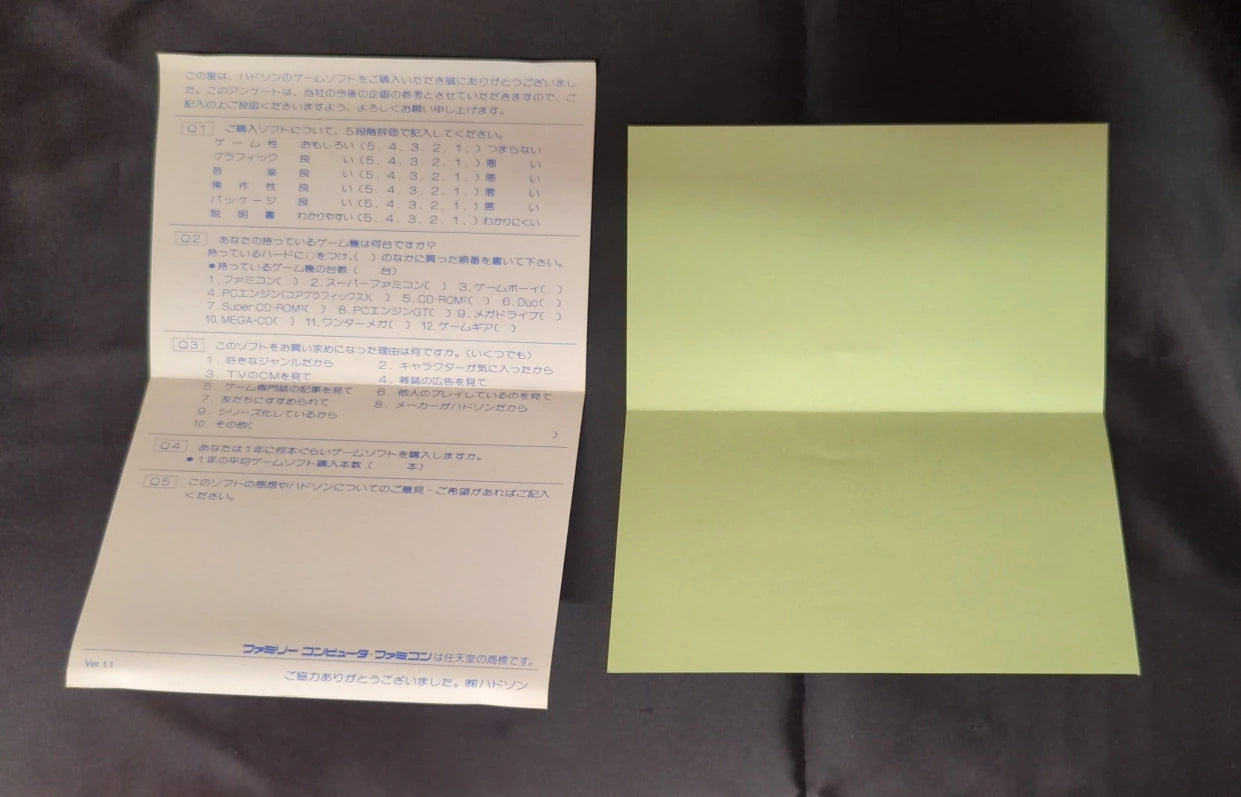 この度は、ハドソンのゲームソフトをご購入いただき誠にありがとうございまし
た。このアンケートは、当社の今後の企画の参考とさせていただきますので、ご
記入の上ご投函くださいますよう、よろしくお願い申し上げます。
Q1 ご購入ソフトについて、5段階評価で記入してください。
ゲーム性 おもしろい(5．4．3．2．1．)つまらない
グラフィック 良い(5．4．3．2．1．)悪い
音楽 良い(5．4．3．2．1．)悪い
操作性 良い(5．4．3．2．1．)悪い
パッケージ 良い(5．4．3．2．1．)悪い
説明書 わかりやすい(5．4．3．2．1．)わかりにくい
Q2 あなたの持っているゲーム機は何台ですか?
持っているハードに○をつけ、( )のなかに買った順番を書いて下さい。
●持っているゲーム機の台数( 台)
1．ファミコン( ) 2．スーパーファミコン( ) 3．ゲームボーイ( )
4．PCエンジン(コアグラフィックス)( ) 5．CD・ROM²( ) 6．Duo( )
7．Super CD・ROM²( ) 8．PCエンジンGT( ) 9．メガドライブ( )
10．MEGA-CD( ) 11．ワンダーメガ( ) 12．ゲームギア( )
Q3 このソフトをお買い求めになった理由は何ですか。(いくつでも)
1．好きなジャンルだから 2．キャラクターが気に入ったから
3．TVのCMを見て 4．雑誌の広告を見て
5．ゲーム専門誌の記事を見て 6．他人のプレイしているのを見て
7．友だちにすすめられて 8．メーカーがハドソンだから
9．シリーズ化しているから
10．その他( )
Q4 あなたは1年に何本ぐらいゲームソフトを購入しますか。
●1年の平均ゲームソフト購入本数( 本)
Q5 このソフトの感想やハドソンについてのご意見・ご希望があればご記入
ください。
ファミリーコンピュータ・ファミコンは任天堂の商標です。
Ver. 1.1
ご協力ありがとうございました。㈱ハドソン